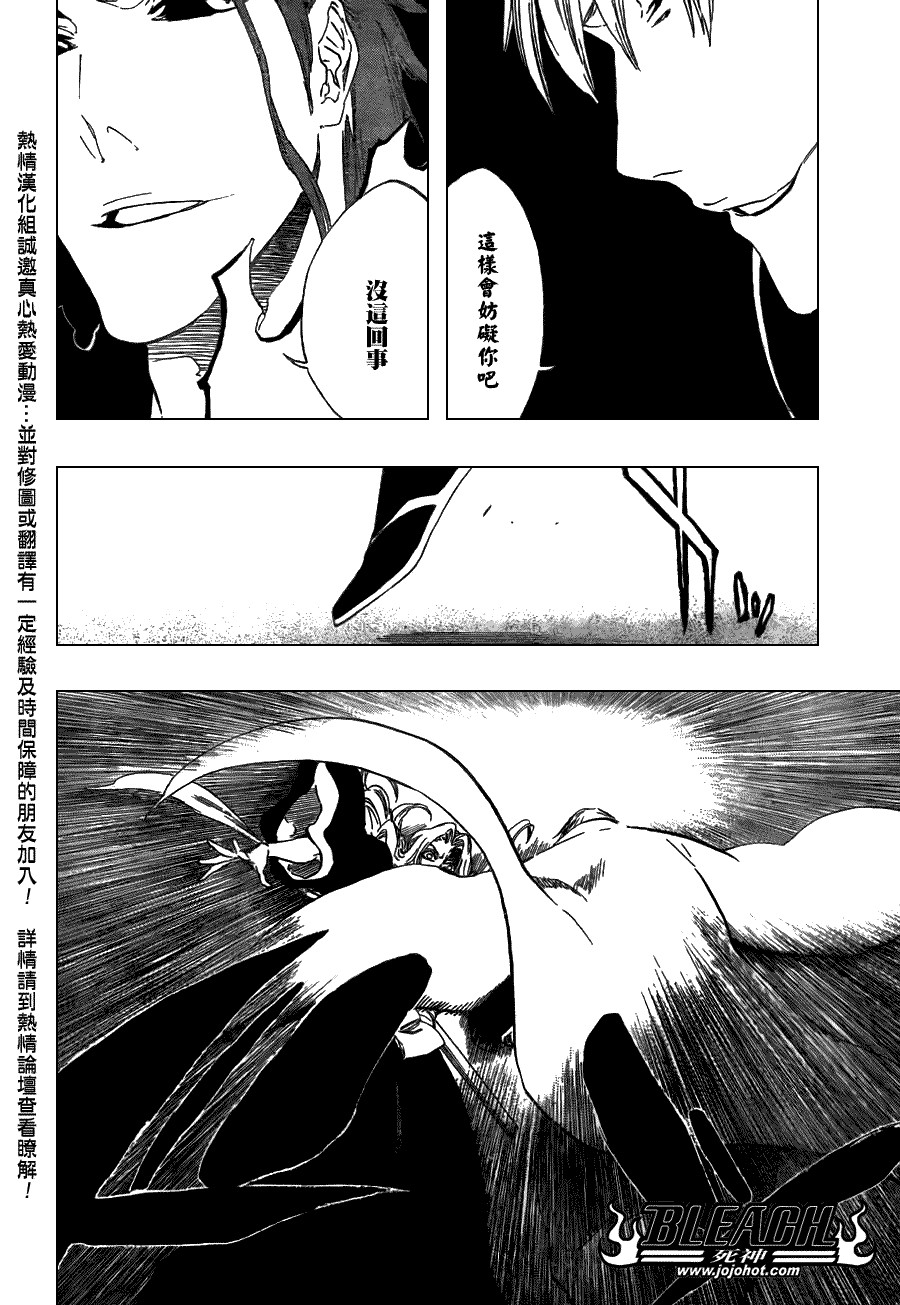 這樣會妨礙你吧
沒這回事
熱情漢化組誠邀真心熱愛動漫…並對修圖或翻譯有一定經驗及時間保障的朋友加入！ 詳情請到熱情論壇查看瞭解！
BLEACH
死神
www.jojohot.com